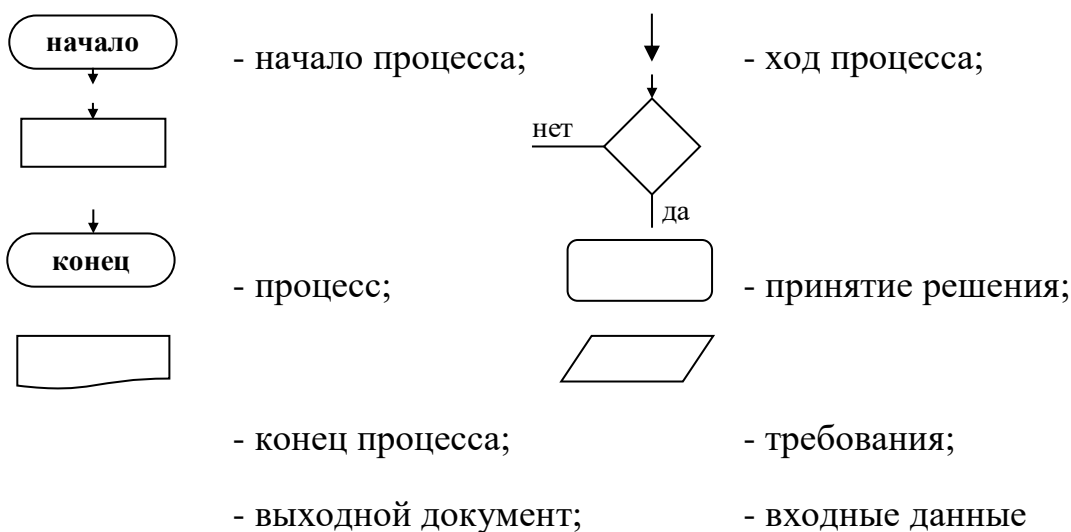 начало
- начало процесса;
- ход процесса;
нет
да
конец
- процесс;
- принятие решения;
- конец процесса;
- требования;
- выходной документ;
- входные данные